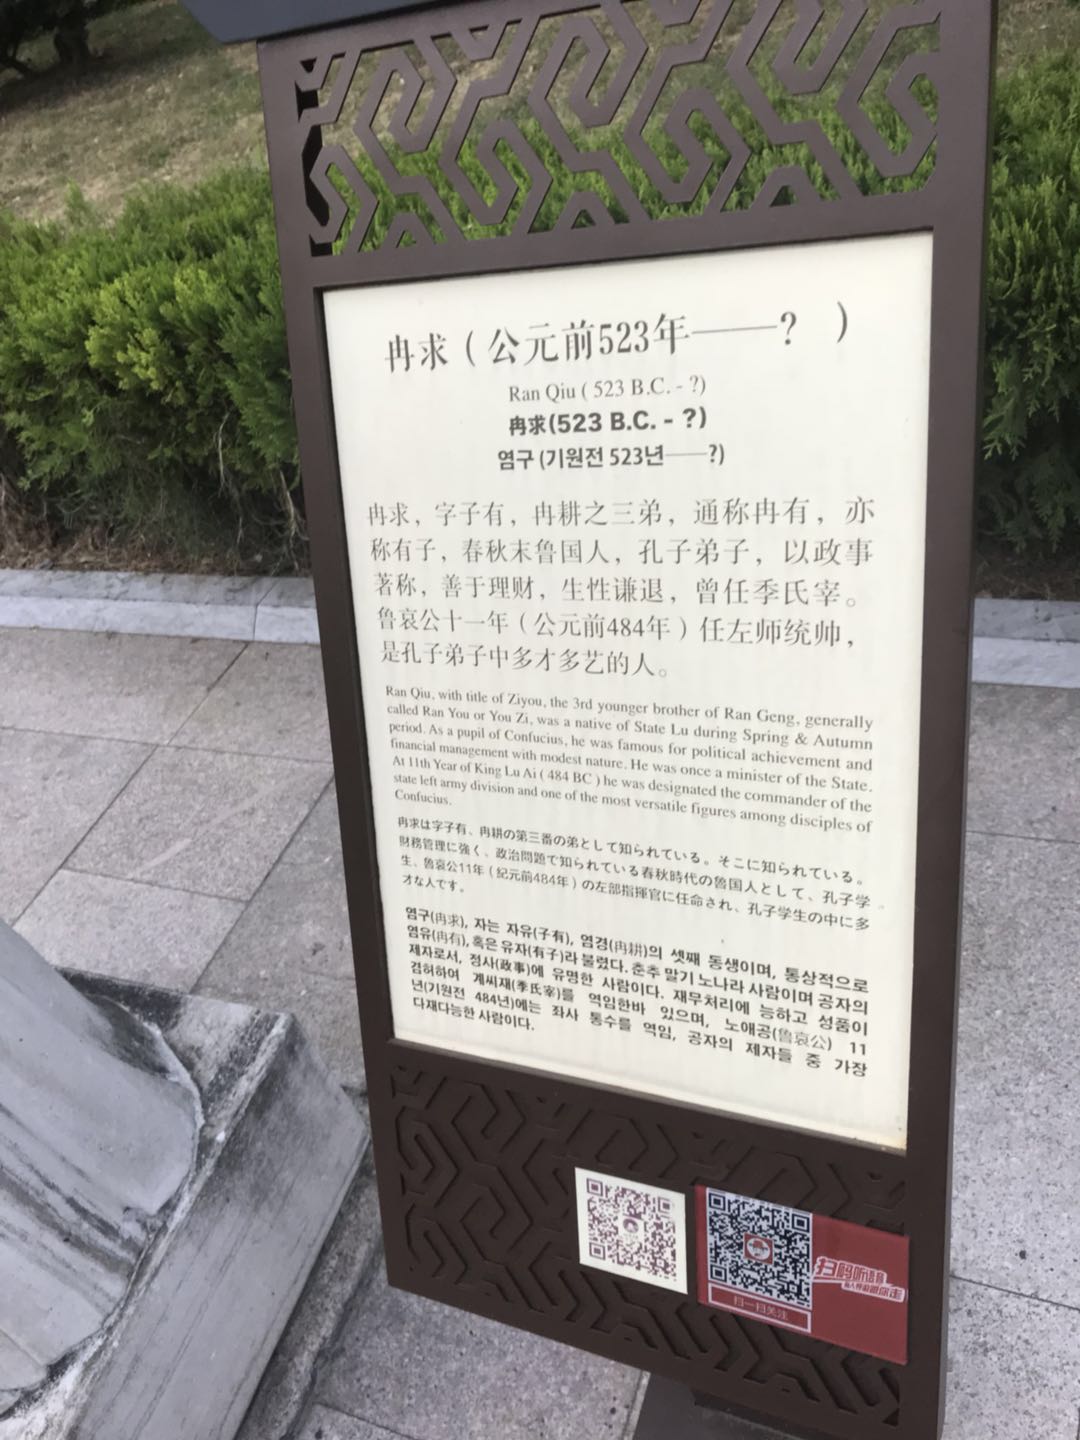 冉求（公元前523年——？）
Ran Qiu ( 523 B.C. - ?)
冉求(523 B.C. - ?)
염구 (기원전 523년——?)
冉求，字子有，冉耕之三弟，通称冉有，亦
称有子，春秋末鲁国人，孔子弟子，以政事
著称，善于理财，生性谦退，曾任季氏宰。
鲁哀公十一年（公元前484年）任左师统帅，
是孔子弟子中多才多艺的人。
Ran Qiu, with title of Ziyou, the 3rd younger brother of Ran Geng, generally
called Ran You or You Zi, was a native of State Lu during Spring & Autumn
period. As a pupil of Confucius, he was famous for political achievement and
financial management with modest nature. He was once a minister of the State.
At 11th Year of King Lu Ai ( 484 BC ) he was designated the commander of the
state left army division and one of the most versatile figures among disciples of
Confucius.
冉求は字子有、冉耕の第三番の弟として知られている。そこに知られている。
財務管理に強く、政治問題で知られている春秋時代の魯国人として、孔子学
生、魯哀公11年（紀元前484年）の左部指揮官に任命され、孔子学生の中に多
才な人です。
염구(冉求), 자는 자유(子有), 염경(冉耕)의 셋째 동생이며, 통상적으로
염유(冉有), 혹은 유자(有子)라 불렸다. 춘추 말기 노나라 사람이며 공자의
제자로서, 정사(政事)에 유명한 사람이다. 재무처리에 능하고 성품이
겸허하여 계씨재(季氏宰)를 역임한바 있으며, 노애공(魯哀公) 11
년(기원전 484년)에는 좌사 통수를 역임, 공자의 제자들 중 가장
다재다능한 사람이다.
扫码听语音
扫一扫关注